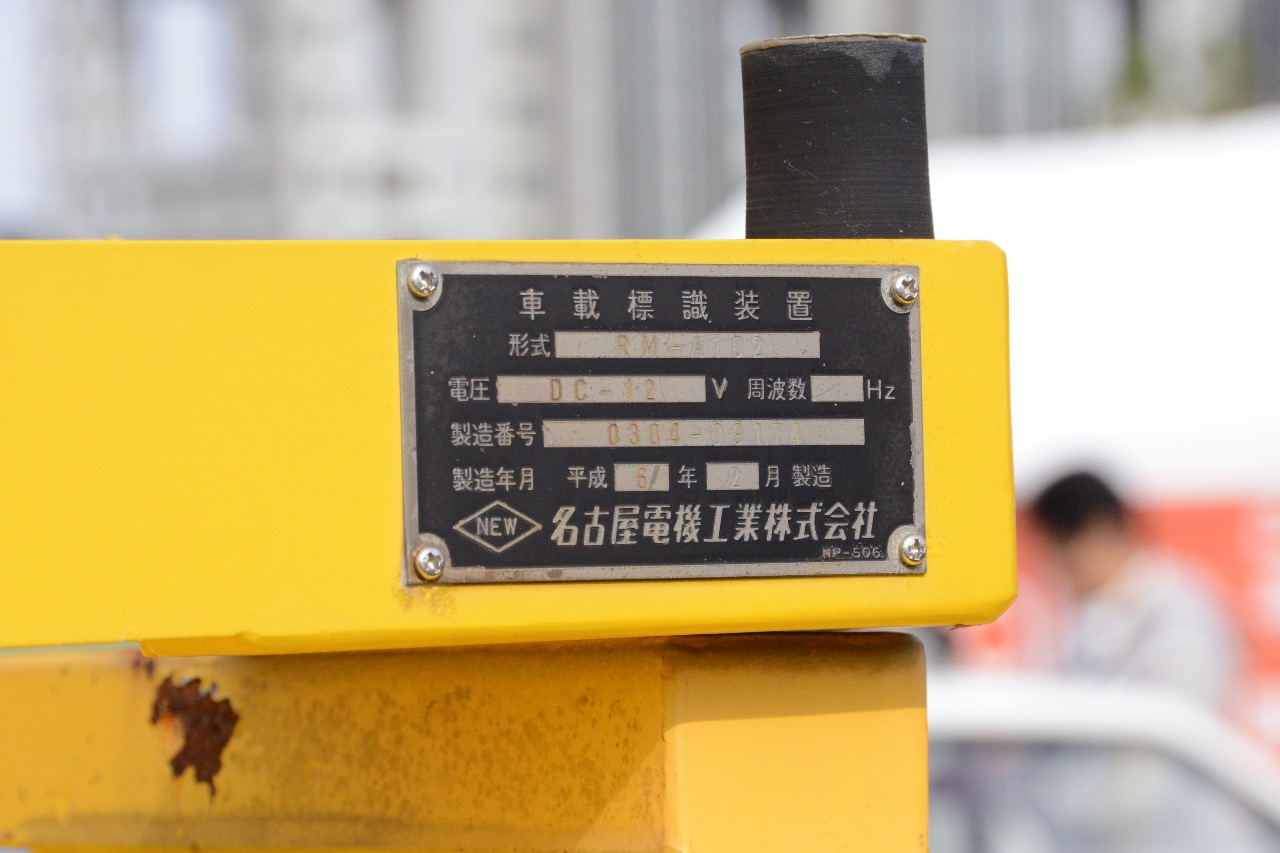 車載標識装置
形式 RM-A102
電圧 DC-12 V 周波数 / Hz
製造番号 0304-0817A
製造年月 平成 6/ 年 2 月 製造
NEW 名古屋電機工業株式会社
NP-506